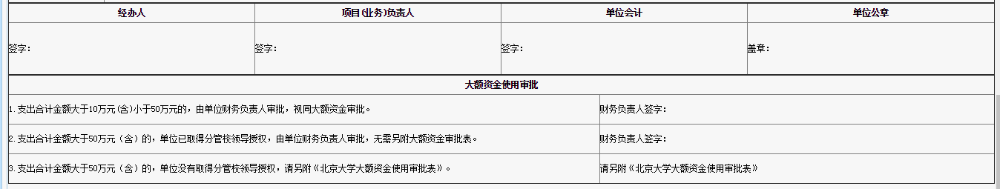 经办人 项目(业务)负责人 单位会计 单位公章
签字： 签字： 签字： 盖章：
大额资金使用审批
1.支出合计金额大于10万元(含)小于50万元的，由单位财务负责人审批，视同大额资金审批。 财务负责人签字：
2.支出合计金额大于50万元（含）的，单位已取得分管校领导授权，由单位财务负责人审批，无需另附大额资金审批表。 财务负责人签字：
3.支出合计金额大于50万元（含）的，单位没有取得分管校领导授权，请另附《北京大学大额资金使用审批表》。 请另附《北京大学大额资金使用审批表》